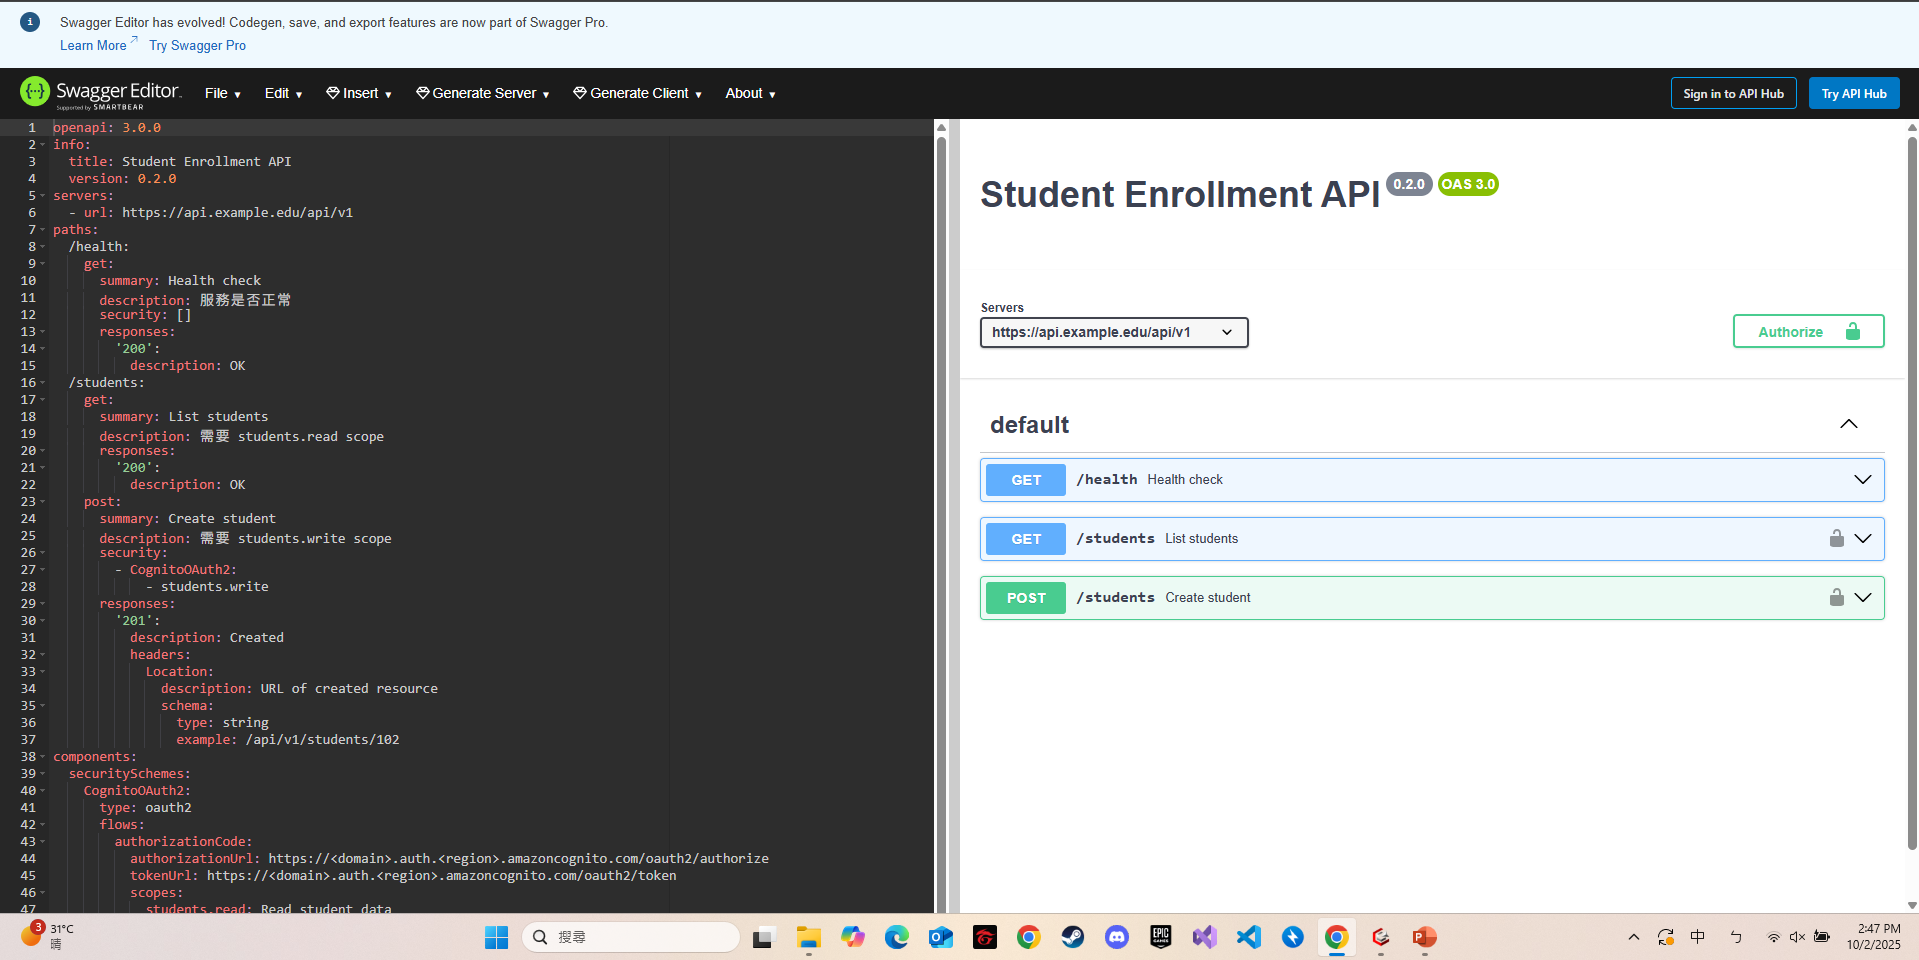 Swagger Editor has evolved! Codegen, save, and export features are now part of Swagger Pro.
Learn More Try Swagger Pro
Swagger Editor
Supported by SMARTBEAR
File Edit Insert Generate Server Generate Client About
Sign in to API Hub
Try API Hub
1 openapi: 3.0.0
2 info:
3 title: Student Enrollment API
4 version: 0.2.0
5 servers:
6 - url: https://api.example.edu/api/v1
7 paths:
8 /health:
9 get:
10 summary: Health check
11 description: 服務是否正常
12 security: []
13 responses:
14 '200':
15 description: OK
16 /students:
17 get:
18 summary: List students
19 description: 需要 students.read scope
20 responses:
21 '200':
22 description: OK
23 post:
24 summary: Create student
25 description: 需要 students.write scope
26 security:
27 - CognitoOAuth2:
28 - students.write
29 responses:
30 '201':
31 description: Created
32 headers:
33 Location:
34 description: URL of created resource
35 schema:
36 type: string
37 example: /api/v1/students/102
38 components:
39 securitySchemes:
40 CognitoOAuth2:
41 type: oauth2
42 flows:
43 authorizationCode:
44 authorizationUrl: https://<domain>.auth.<region>.amazoncognito.com/oauth2/authorize
45 tokenUrl: https://<domain>.auth.<region>.amazoncognito.com/oauth2/token
46 scopes:
47 students.read: Read student data
Student Enrollment API 0.2.0 OAS 3.0
Servers
https://api.example.edu/api/v1
Authorize
default
GET /health Health check
GET /students List students
POST /students Create student
3
31°C
晴
搜尋
EPIC GAMES
中
ㄅ
2:47 PM
10/2/2025